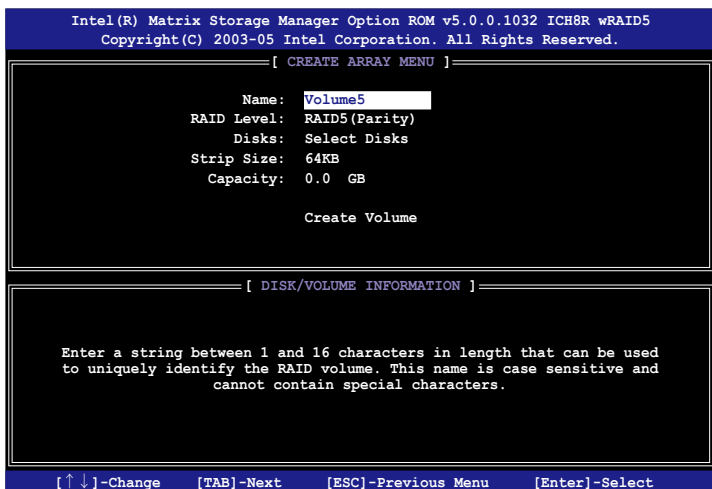 Intel(R) Matrix Storage Manager Option ROM v5.0.0.1032 ICH8R wRAID5
Copyright(C) 2003-05 Intel Corporation. All Rights Reserved.
[ CREATE ARRAY MENU ]
Name: Volume5
RAID Level: RAID5(Parity)
Disks: Select Disks
Strip Size: 64KB
Capacity: 0.0 GB
Create Volume
[ DISK/VOLUME INFORMATION ]
Enter a string between 1 and 16 characters in length that can be used
to uniquely identify the RAID volume. This name is case sensitive and
cannot contain special characters.
[↑↓]-Change [TAB]-Next [ESC]-Previous Menu [Enter]-Select